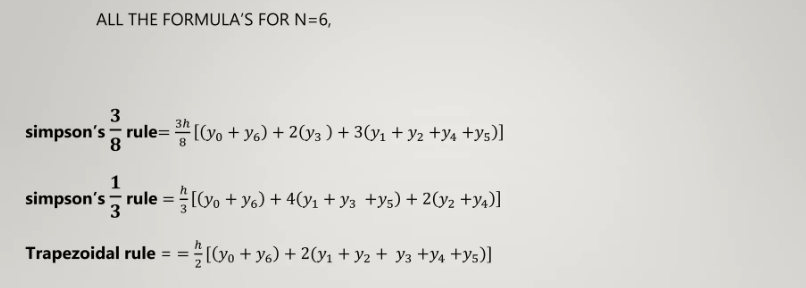 ALL THE FORMULA'S FOR N=6,
simpson's 3/8 rule= 3h/8 [(y₀ + y₆) + 2(y₃ ) + 3(y₁ + y₂ +y₄ +y₅)]
simpson's 1/3 rule = h/3 [(y₀ + y₆) + 4(y₁ + y₃ +y₅) + 2(y₂ +y₄)]
Trapezoidal rule = = h/2 [(y₀ + y₆) + 2(y₁ + y₂ + y₃ +y₄ +y₅)]